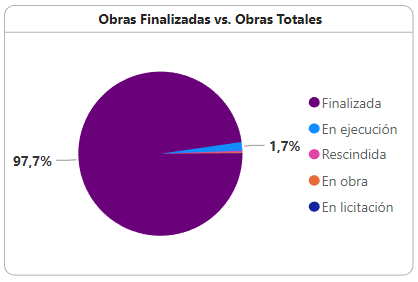 Obras Finalizadas vs. Obras Totales
Finalizada
En ejecución
97,7%
1,7%
Rescindida
En obra
En licitación